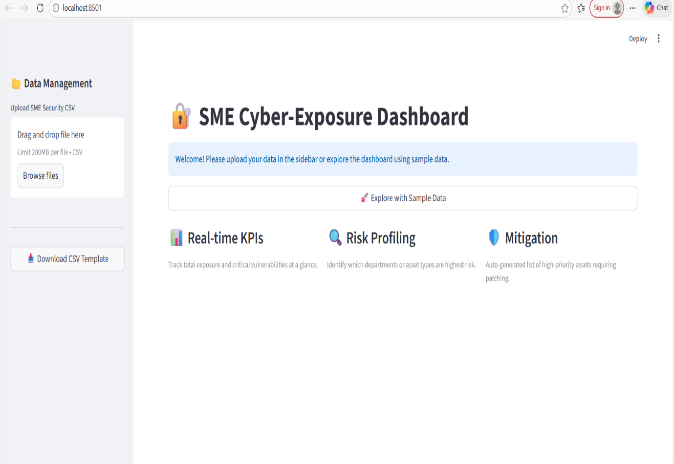 localhost:8501
Sign in
Chat
Deploy
Data Management
Upload SME Security CSV
Drag and drop file here
Limit 200MB per file • CSV
Browse files
Download CSV Template
SME Cyber-Exposure Dashboard
Welcome! Please upload your data in the sidebar or explore the dashboard using sample data.
Explore with Sample Data
Real-time KPIs
Track total exposure and critical vulnerabilities at a glance.
Risk Profiling
Identify which departments or asset types are highest risk.
Mitigation
Auto-generated list of high-priority assets requiring
patching.